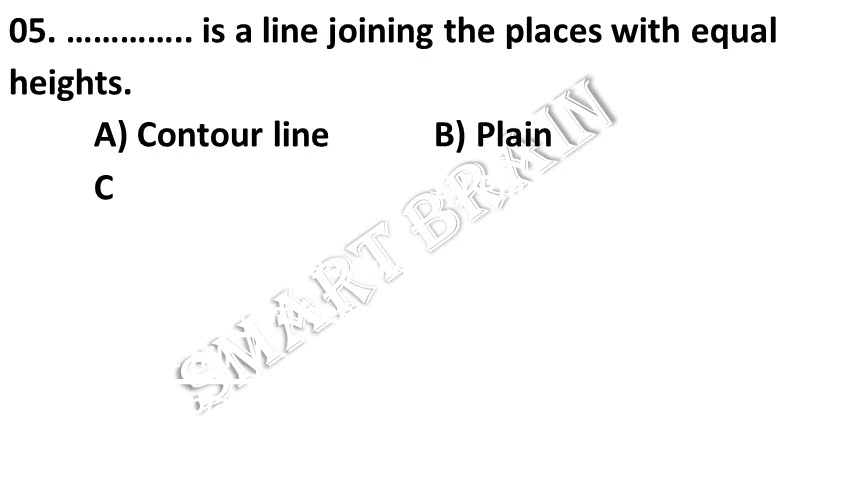 05. ………….. is a line joining the places with equal
heights.
A) Contour line B) Plain
C
SMART BRAIN